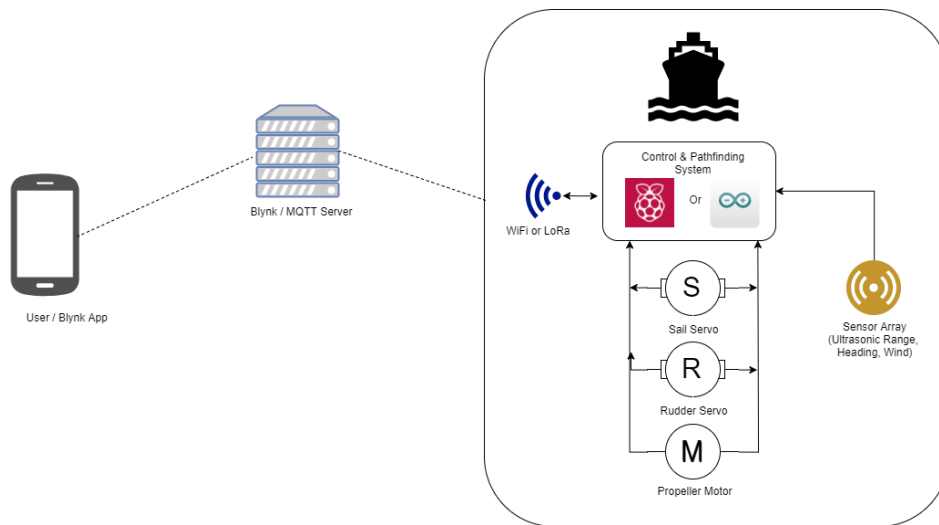 Control & Pathfinding
System
Or
Blynk / MQTT Server
WiFi or LoRa
S
Sail Servo
User / Blynk App
Sensor Array
(Ultrasonic Range,
Heading, Wind)
R
Rudder Servo
M
Propeller Motor